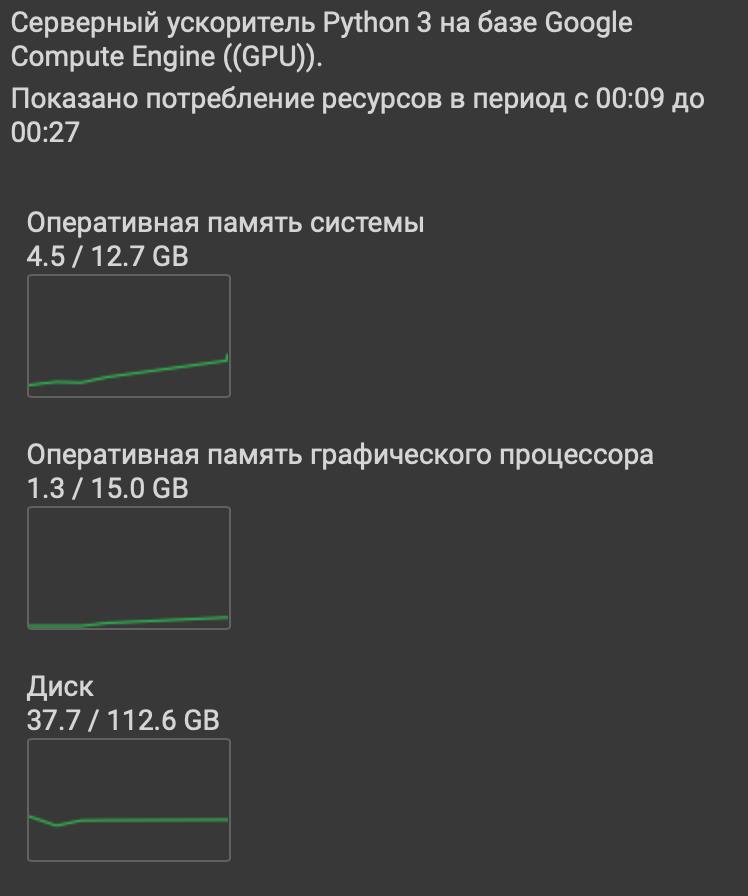 Серверный ускоритель Python 3 на базе Google
Compute Engine ((GPU)).
Показано потребление ресурсов в период с 00:09 до
00:27
Оперативная память системы
4.5 / 12.7 GB
Оперативная память графического процессора
1.3 / 15.0 GB
Диск
37.7 / 112.6 GB